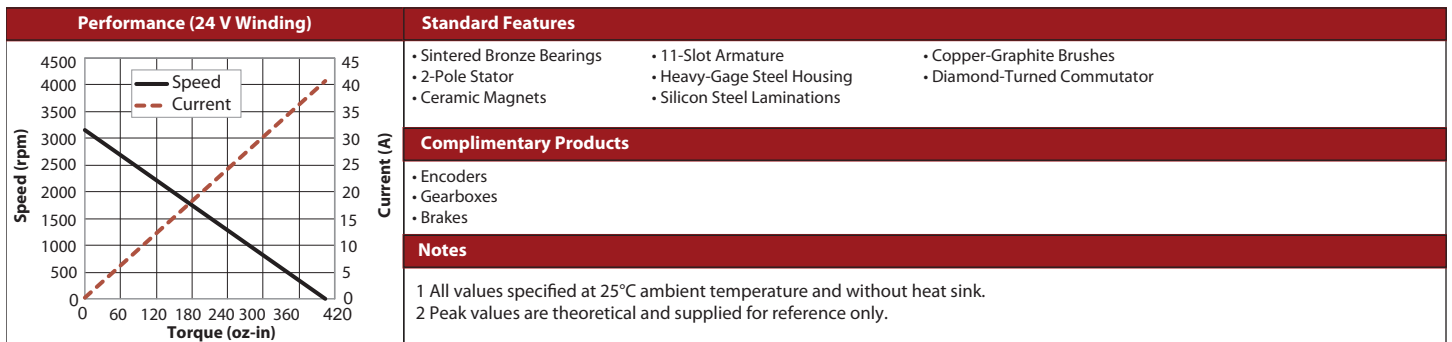 Performance (24 V Winding)
4500
4000
3500
3000
2500
2000
1500
1000
500
0
Speed (rpm)
Speed
Current
45
40
35
30
25
20
15
10
5
0
Current (A)
0 60 120 180 240 300 360 420
Torque (oz-in)
Standard Features
• Sintered Bronze Bearings
• 2-Pole Stator
• Ceramic Magnets
• 11-Slot Armature
• Heavy-Gage Steel Housing
• Silicon Steel Laminations
• Copper-Graphite Brushes
• Diamond-Turned Commutator
Complimentary Products
• Encoders
• Gearboxes
• Brakes
Notes
1 All values specified at 25°C ambient temperature and without heat sink.
2 Peak values are theoretical and supplied for reference only.